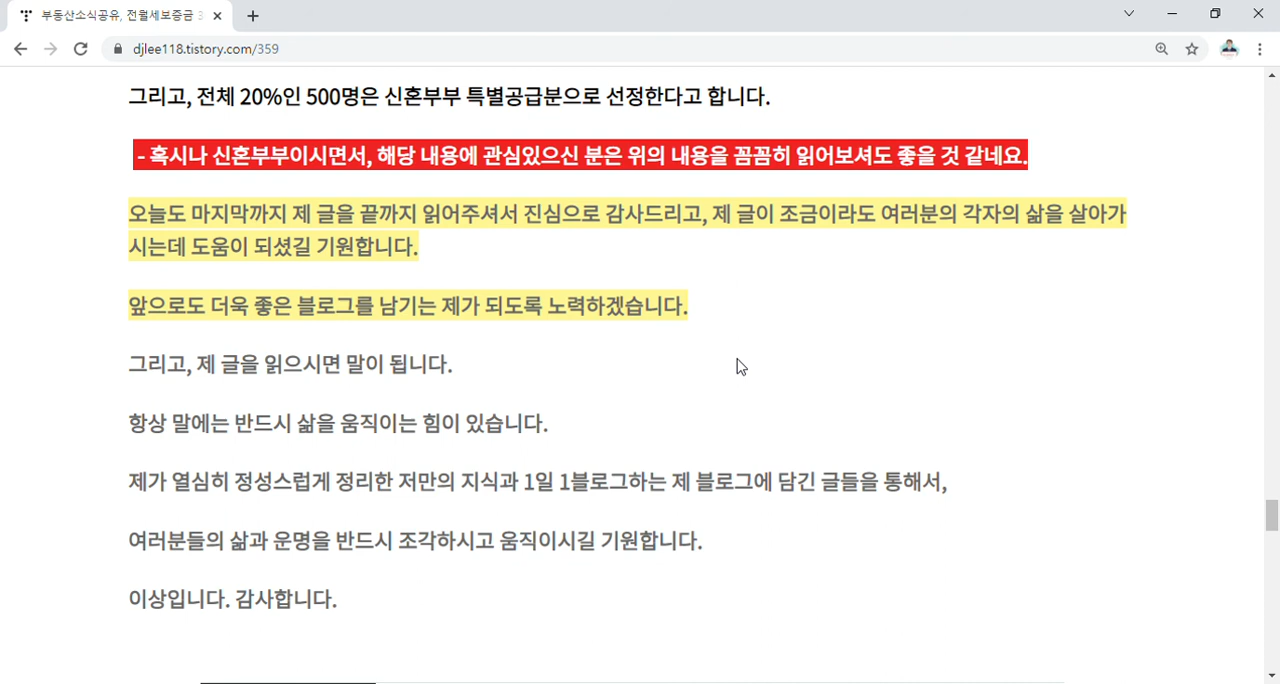 부동산소식공유, 전월세보증금
djlee118.tistory.com/359
그리고, 전체 20%인 500명은 신혼부부 특별공급분으로 선정한다고 합니다.
- 혹시나 신혼부부이시면서, 해당 내용에 관심있으신 분은 위의 내용을 꼼꼼히 읽어보셔도 좋을 것 같네요.
오늘도 마지막까지 제 글을 끝까지 읽어주셔서 진심으로 감사드리고, 제 글이 조금이라도 여러분의 각자의 삶을 살아가
시는데 도움이 되셨길 기원합니다.
앞으로도 더욱 좋은 블로그를 남기는 제가 되도록 노력하겠습니다.
그리고, 제 글을 읽으시면 말이 됩니다.
항상 말에는 반드시 삶을 움직이는 힘이 있습니다.
제가 열심히 정성스럽게 정리한 저만의 지식과 1일 1블로그하는 제 블로그에 담긴 글들을 통해서,
여러분들의 삶과 운명을 반드시 조각하시고 움직이시길 기원합니다.
이상입니다. 감사합니다.